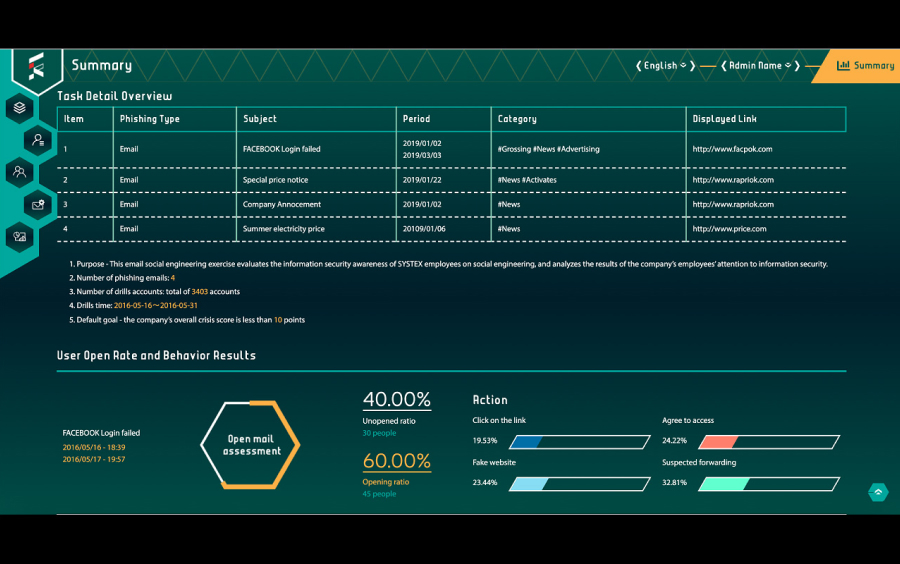 Summary
English
Admin Name
Summary
Task Detail Overview
Item Phishing Type Subject Period Category Displayed Link
1 Email FACEBOOK Login failed 2019/01/02 2019/03/03 #Grossing #News #Advertising http://www.facpok.com
2 Email Special price notice 2019/01/22 #News #Activates http://www.rapriok.com
3 Email Company Annocement 2019/01/02 #News http://www.rapriok.com
4 Email Summer electricity price 20109/01/06 #News http://www.price.com
1. Purpose - This email social engineering exercise evaluates the information security awareness of SYSTEX employees on social engineering, and analyzes the results of the company's employees' attention to information security.
2. Number of phishing emails: 4
3. Number of drills accounts: total of 3403 accounts
4. Drills time: 2016-05-16～2016-05-31
5. Default goal - the company's overall crisis score is less than 10 points
User Open Rate and Behavior Results
FACEBOOK Login failed
2016/05/16 - 18:39
2016/05/17 - 19:57
Open mail
assessment
40.00%
Unopened ratio
30 people
60.00%
Opening ratio
45 people
Action
Click on the link
19.53%
Agree to access
24.22%
Fake website
23.44%
Suspected forwarding
32.81%